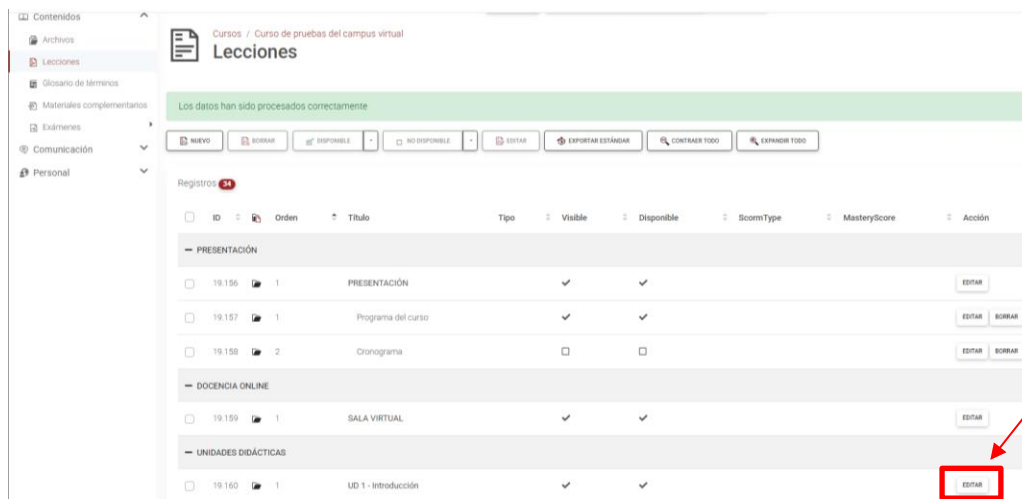 Contenidos
Archivos
Lecciones
Glosario de términos
Materiales complementarios
Exámenes
Comunicación
Personal
Cursos / Curso de pruebas del campus virtual
Lecciones
Los datos han sido procesados correctamente
NUEVO BORRAR DISPONIBLE NO DISPONIBLE EDITAR EXPORTAR ESTÁNDAR CONTRAER TODO EXPANDIR TODO
Registros 34
ID Orden Título Tipo Visible Disponible ScormType MasteryScore Acción
— PRESENTACIÓN
19.156 1 PRESENTACIÓN EDITAR
19.157 1 Programa del curso EDITAR BORRAR
19.158 2 Cronograma EDITAR BORRAR
— DOCENCIA ONLINE
19.159 1 SALA VIRTUAL EDITAR
— UNIDADES DIDÁCTICAS
19.160 1 UD 1 - Introducción EDITAR